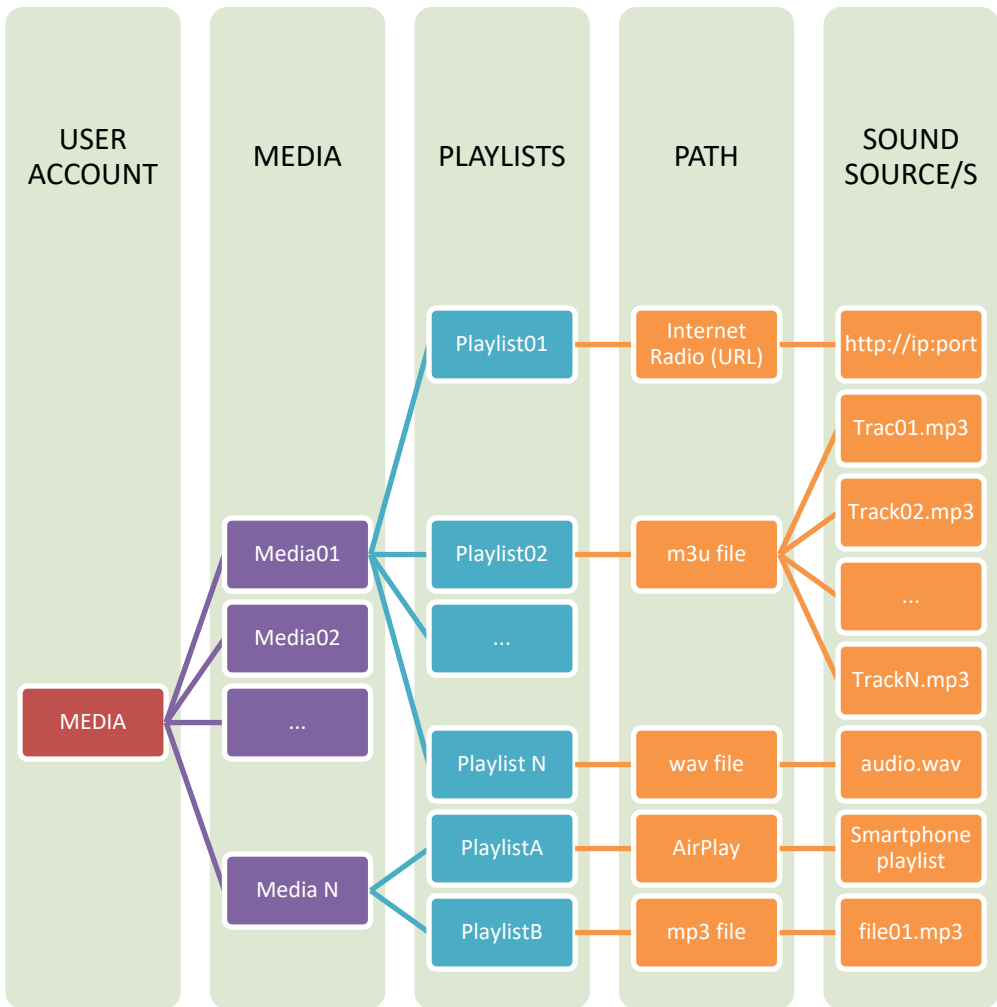 USER
ACCOUNT
MEDIA
PLAYLISTS
PATH
SOUND
SOURCE/S
MEDIA
Media01
Media02
...
Media N
Playlist01
Playlist02
...
Playlist N
PlaylistA
PlaylistB
Internet
Radio (URL)
m3u file
wav file
AirPlay
mp3 file
http://ip:port
Trac01.mp3
Track02.mp3
...
TrackN.mp3
audio.wav
Smartphone
playlist
file01.mp3